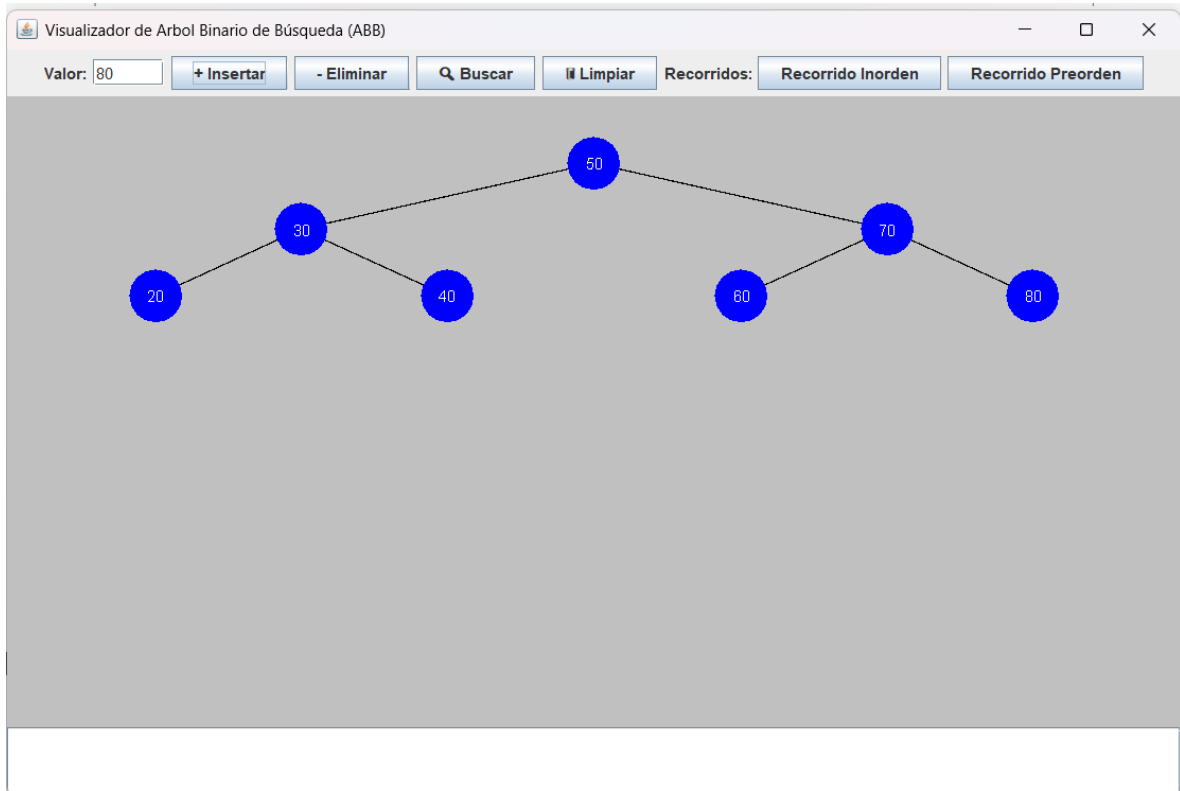 Visualizador de Arbol Binario de Búsqueda (ABB)
Valor: 80 + Insertar - Eliminar Buscar Limpiar Recorridos: Recorrido Inorden Recorrido Preorden
50
30 70
20 40 60 80